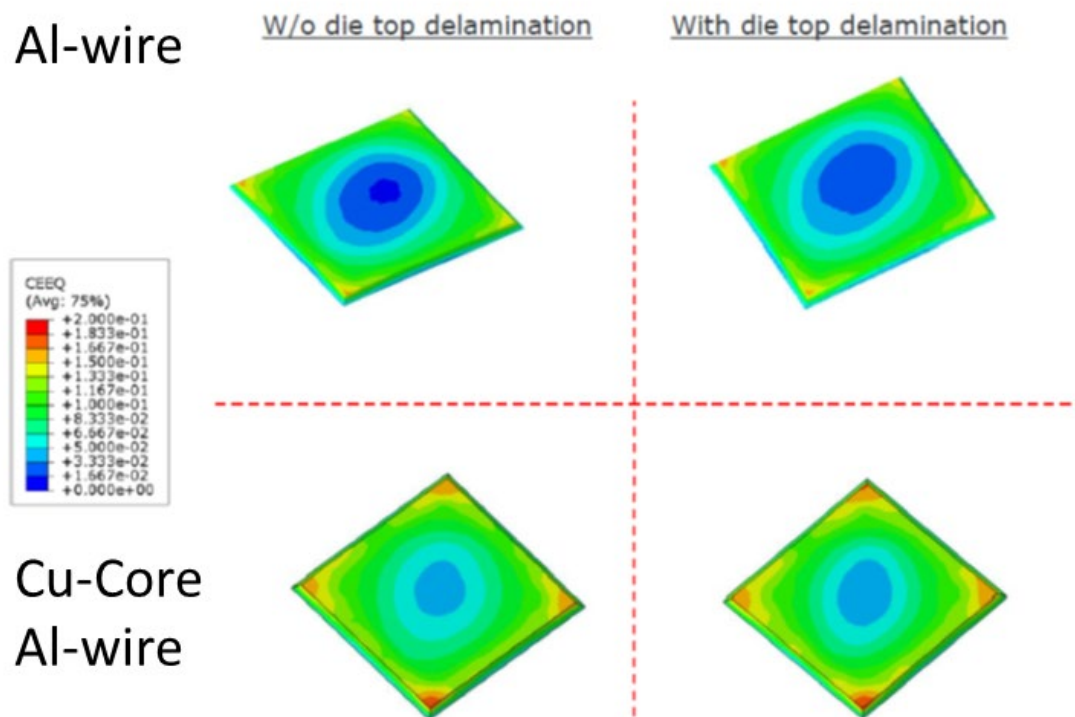 Al-wire
W/o die top delamination
With die top delamination
CEEQ
(Avg: 75%)
+2.000e-01
+1.833e-01
+1.667e-01
+1.500e-01
+1.333e-01
+1.167e-01
+1.000e-01
+8.333e-02
+6.667e-02
+5.000e-02
+3.333e-02
+1.667e-02
+0.000e+00
Cu-Core
Al-wire